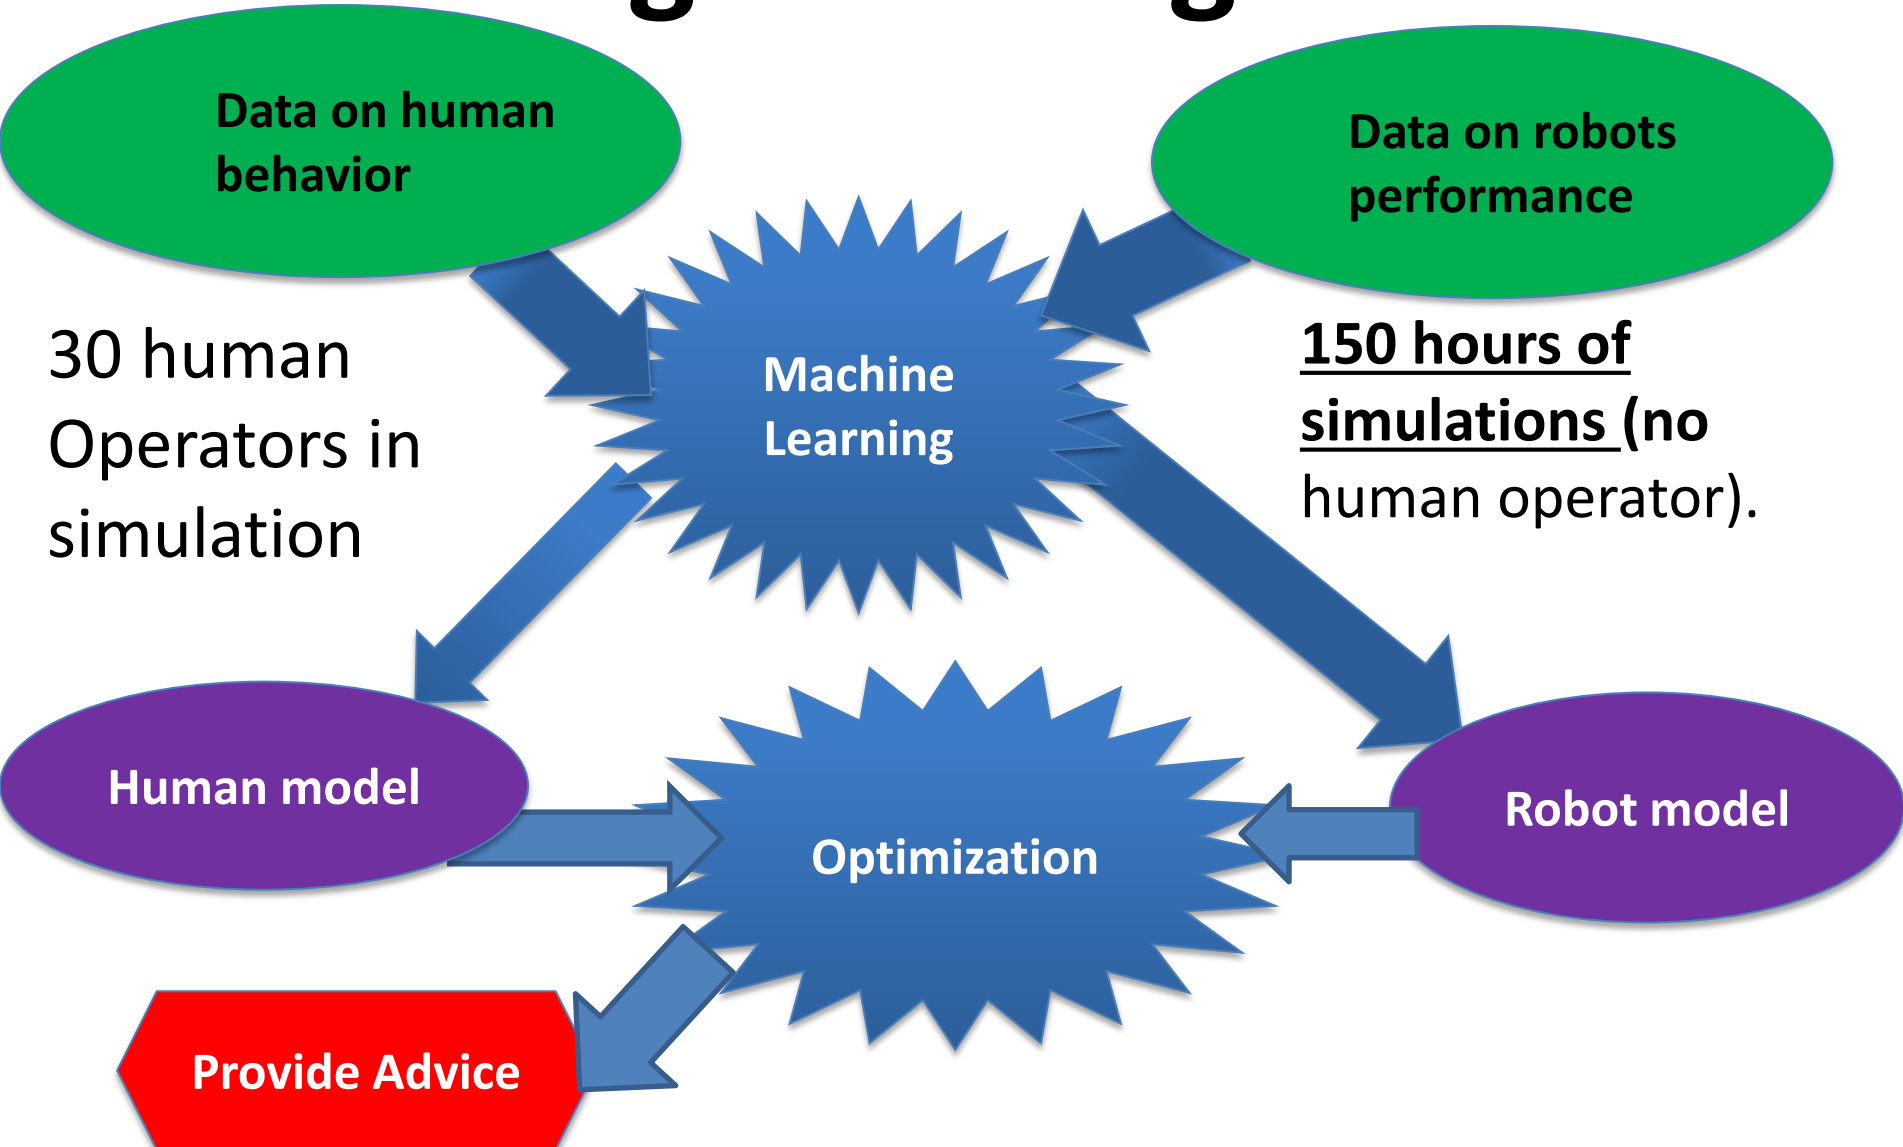 Data on human
behavior
Data on robots
performance
30 human
Operators in
simulation
Machine
Learning
150 hours of
simulations (no
human operator).
Human model
Optimization
Robot model
Provide Advice